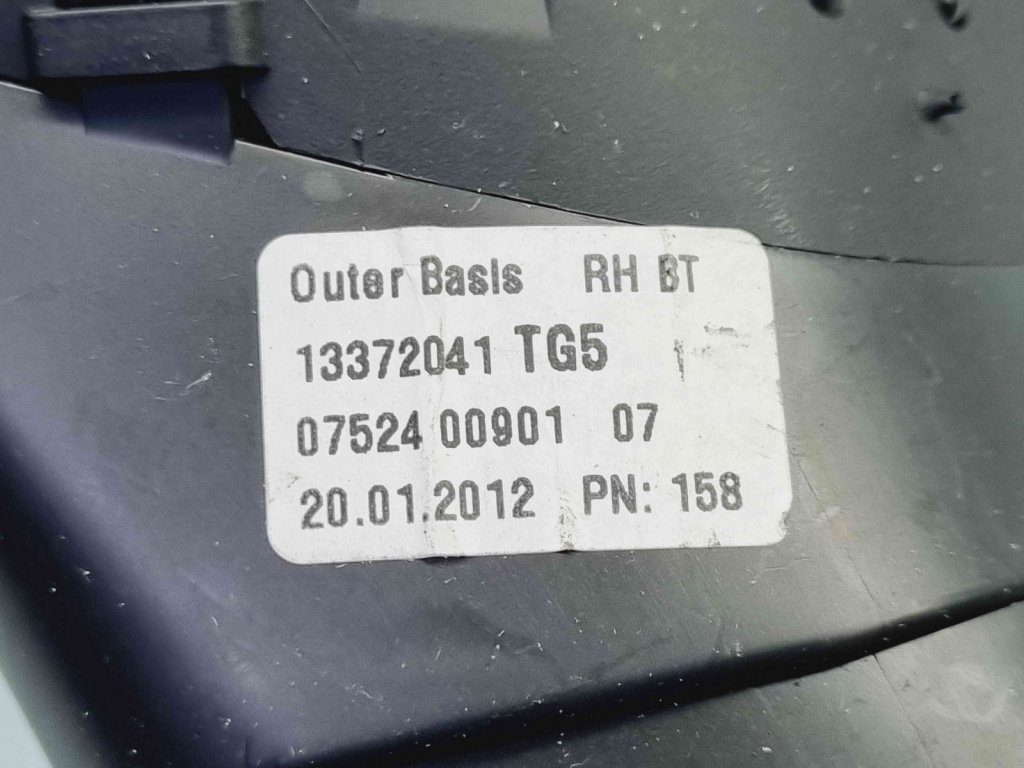 Outer Basis RH BT
13372041 TG5
07524 00901 07
20.01.2012 PN: 158